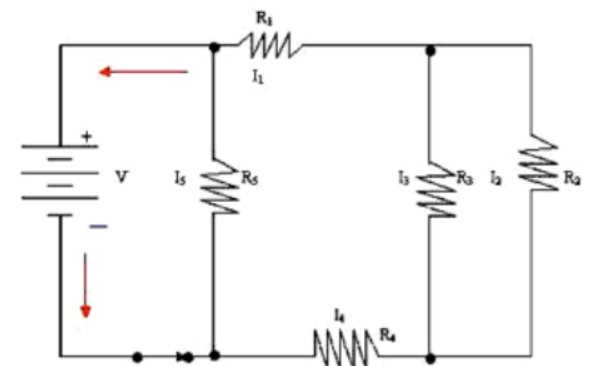 R₁
I₁
+
V
I₅
R₅
I₃
R₃
I₂
R₂
−
I₄
R₄